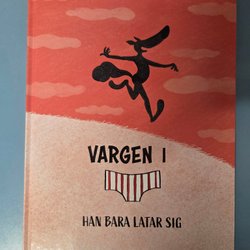 VARGEN I
HAN BARA LATAR SIG